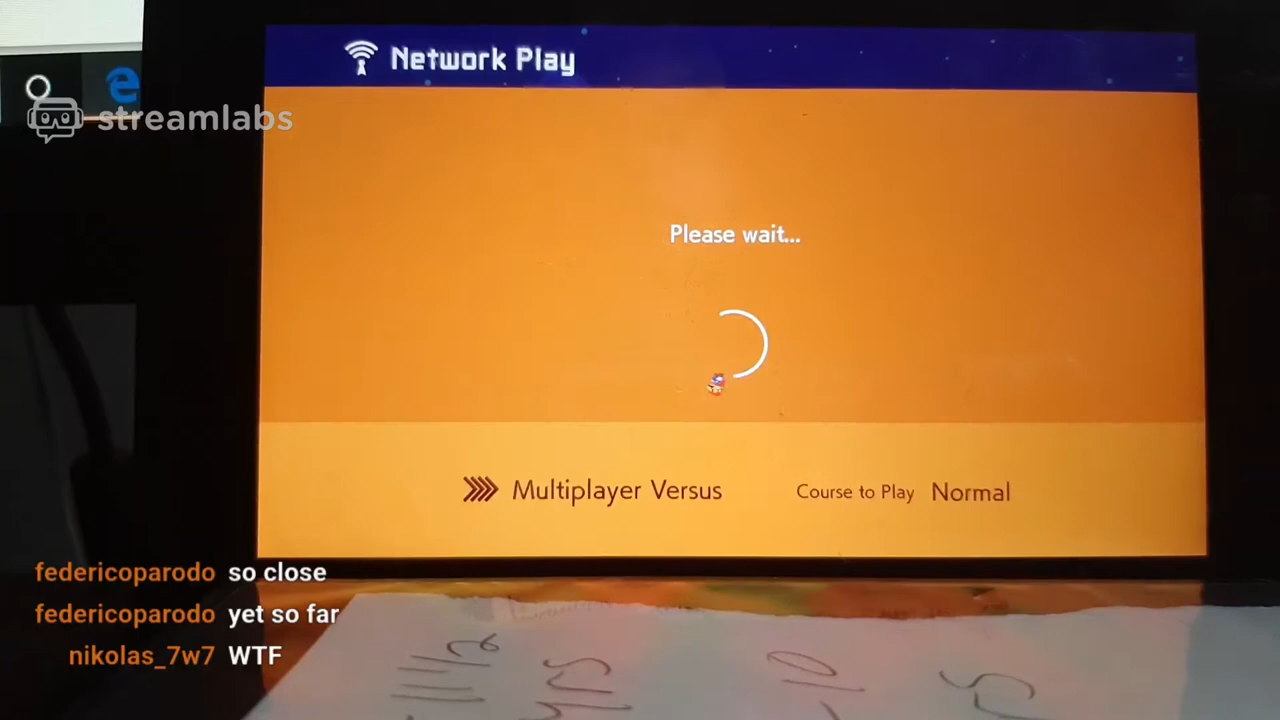 Network Play
streamlabs
Please wait...
Multiplayer Versus
Course to Play Normal
federicoparodo so close
federicoparodo yet so far
nikolas_7w7 WTF